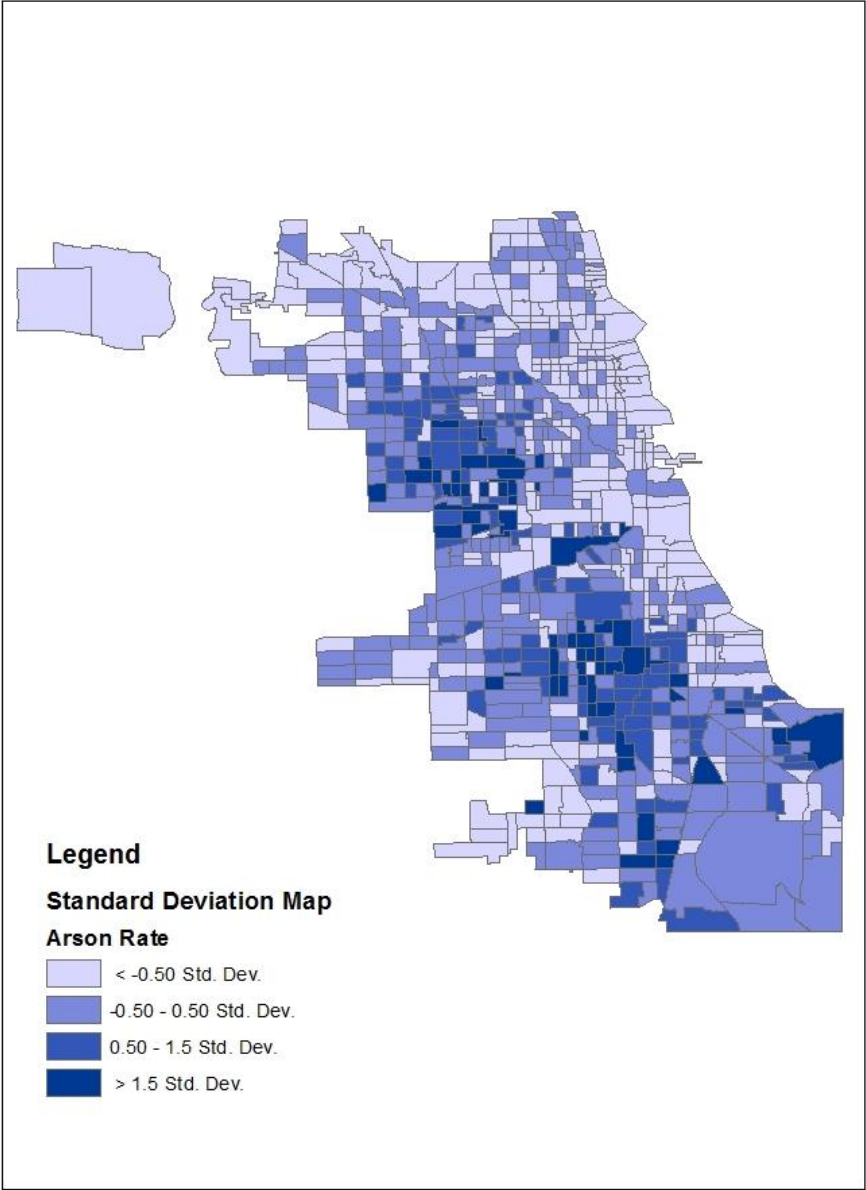 Legend
Standard Deviation Map
Arson Rate
< -0.50 Std. Dev.
-0.50 - 0.50 Std. Dev.
0.50 - 1.5 Std. Dev.
> 1.5 Std. Dev.